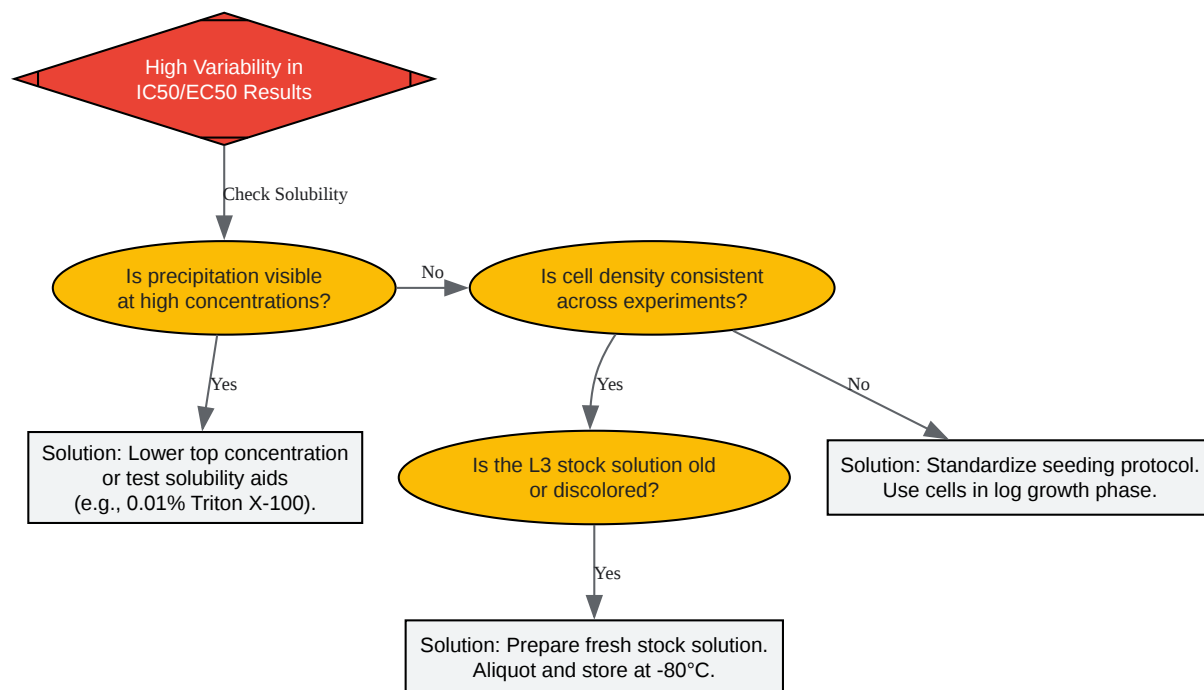 High Variability in
IC50/EC50 Results
Check Solubility
Is precipitation visible
at high concentrations?
No
Is cell density consistent
across experiments?
Yes
Yes
No
Solution: Lower top concentration
or test solubility aids
(e.g., 0.01% Triton X-100).
Is the L3 stock solution old
or discolored?
Solution: Standardize seeding protocol.
Use cells in log growth phase.
Yes
Solution: Prepare fresh stock solution.
Aliquot and store at -80°C.